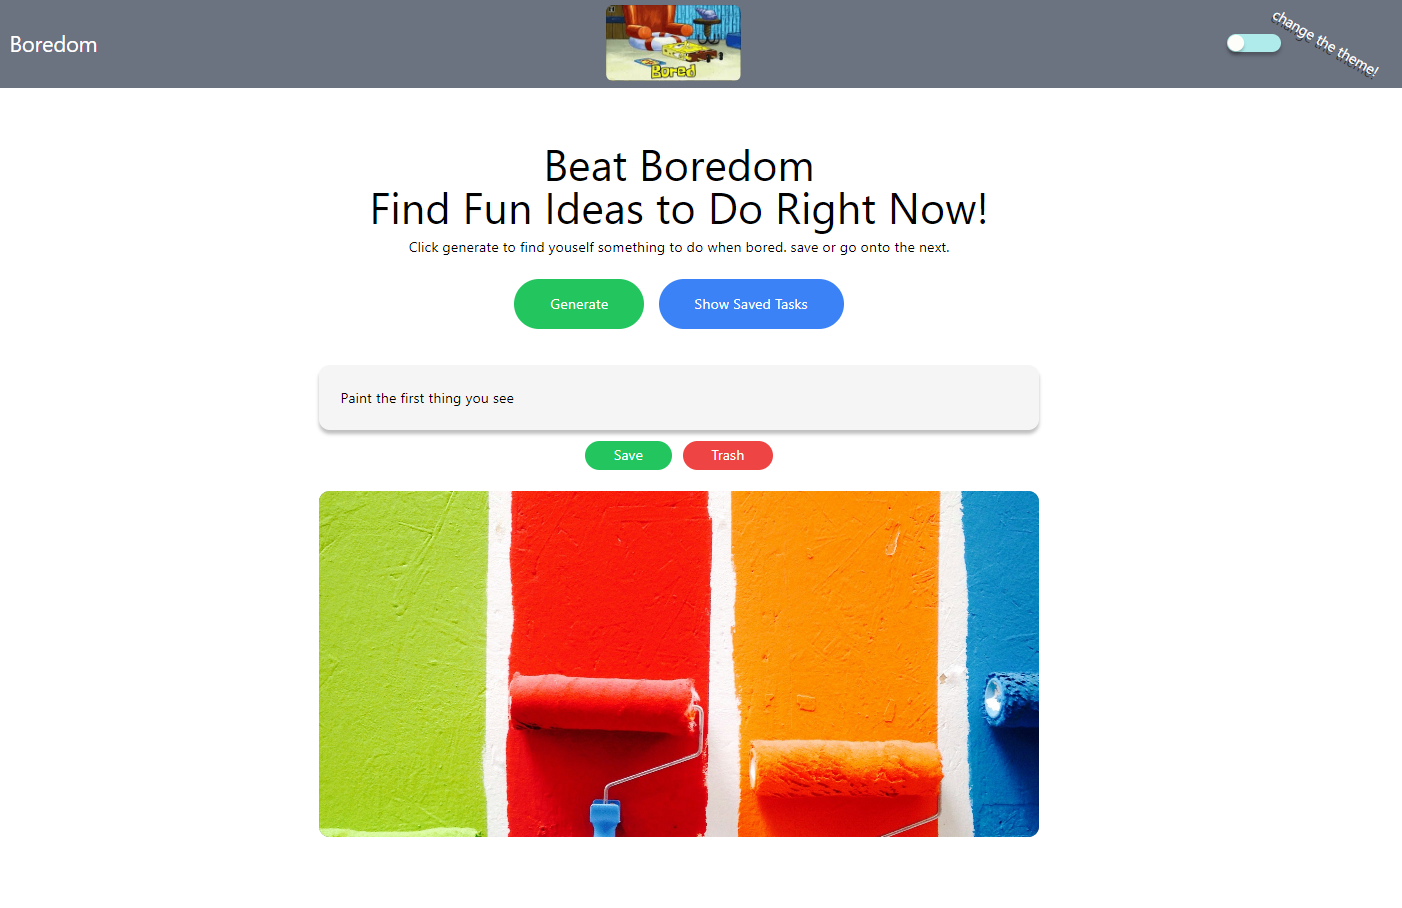 Boredom
Bored
change the theme!
Beat Boredom
Find Fun Ideas to Do Right Now!
Click generate to find youself something to do when bored. save or go onto the next.
Generate
Show Saved Tasks
Paint the first thing you see
Save
Trash